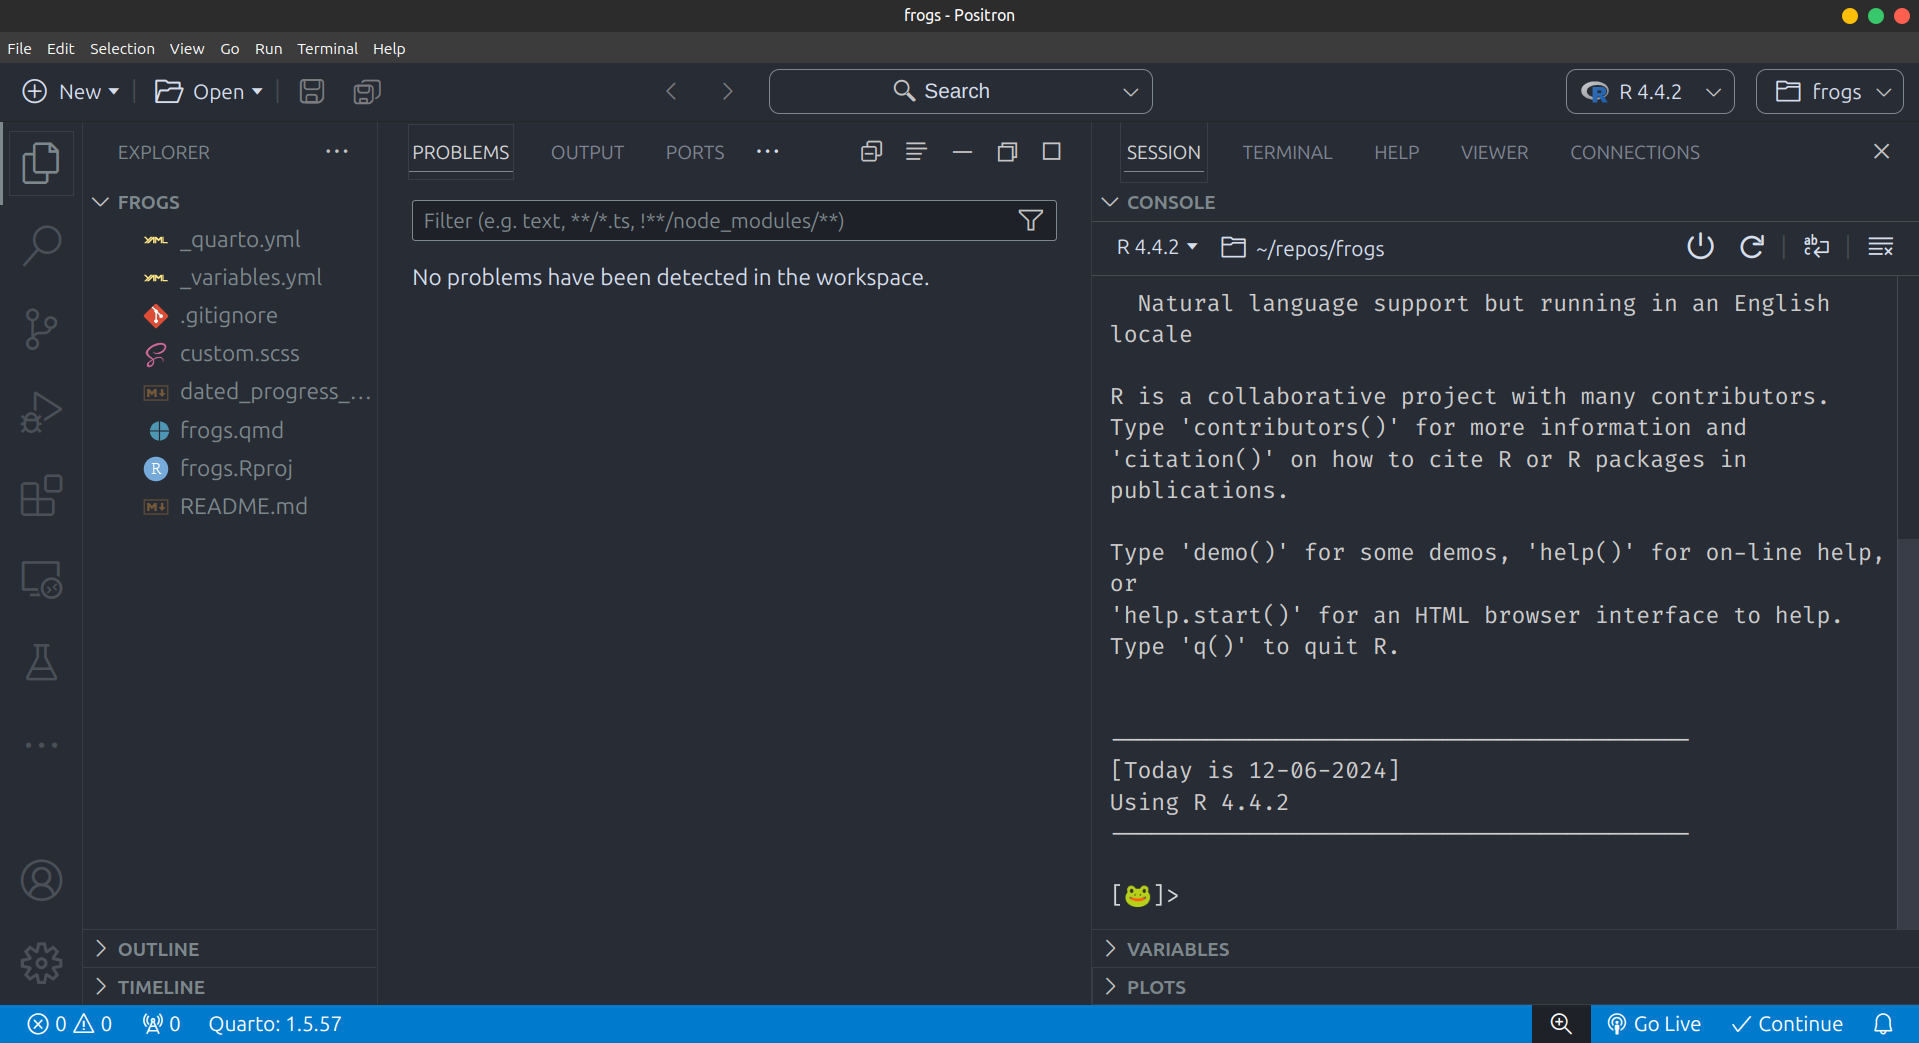 frogs - Positron
File Edit Selection View Go Run Terminal Help
New Open Search R 4.4.2 frogs
EXPLORER
FROGS
_quarto.yml
_variables.yml
.gitignore
custom.scss
dated_progress_...
frogs.qmd
frogs.Rproj
README.md
OUTLINE
TIMELINE
PROBLEMS OUTPUT PORTS
Filter (e.g. text, **/*.ts, !**/node_modules/**)
No problems have been detected in the workspace.
SESSION TERMINAL HELP VIEWER CONNECTIONS
CONSOLE
R 4.4.2 ~/repos/frogs
Natural language support but running in an English
locale
R is a collaborative project with many contributors.
Type 'contributors()' for more information and
'citation()' on how to cite R or R packages in
publications.
Type 'demo()' for some demos, 'help()' for on-line help,
or
'help.start()' for an HTML browser interface to help.
Type 'q()' to quit R.
[Today is 12-06-2024]
Using R 4.4.2
[🐸]>
VARIABLES
PLOTS
0 0 0 Quarto: 1.5.57 Go Live Continue